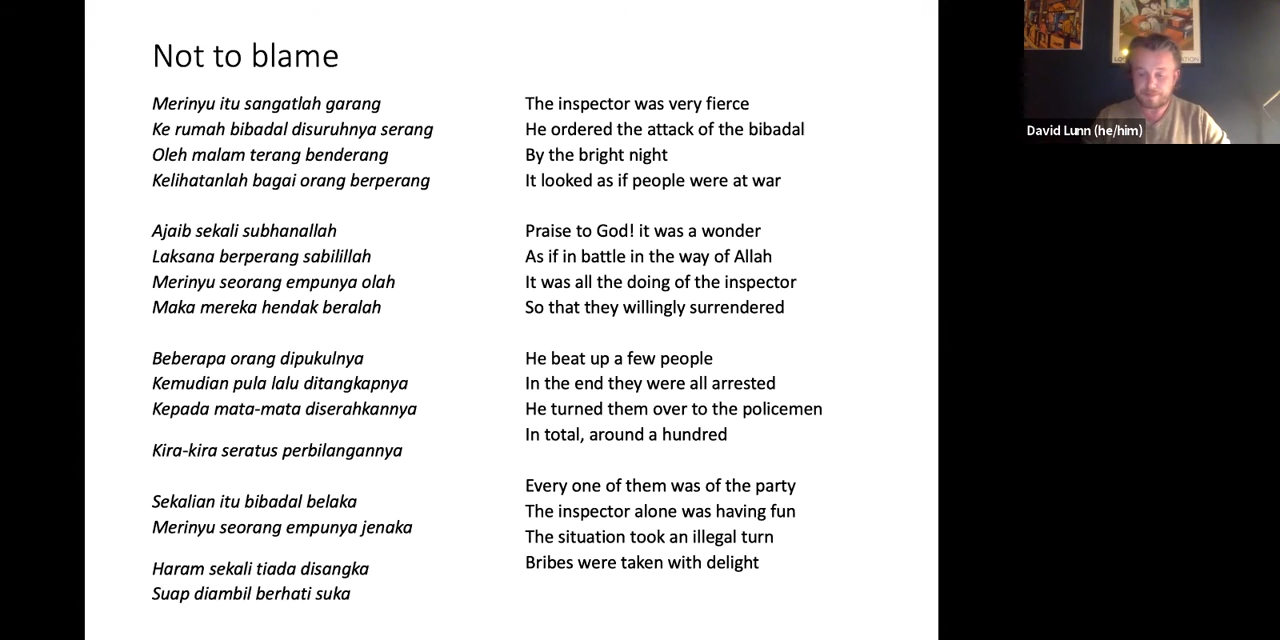 Not to blame
Merinyu itu sangatlah garang
Ke rumah bibadal disuruhnya serang
Oleh malam terang benderang
Kelihatanlah bagai orang berperang
Ajaib sekali subhanallah
Laksana berperang sabilillah
Merinyu seorang empunya olah
Maka mereka hendak beralah
Beberapa orang dipukulnya
Kemudian pula lalu ditangkapnya
Kepada mata-mata diserahkannya
Kira-kira seratus perbilangannya
Sekalian itu bibadal belaka
Merinyu seorang empunya jenaka
Haram sekali tiada disangka
Suap diambil berhati suka
The inspector was very fierce
He ordered the attack of the bibadal
By the bright night
It looked as if people were at war
Praise to God! it was a wonder
As if in battle in the way of Allah
It was all the doing of the inspector
So that they willingly surrendered
He beat up a few people
In the end they were all arrested
He turned them over to the policemen
In total, around a hundred
Every one of them was of the party
The inspector alone was having fun
The situation took an illegal turn
Bribes were taken with delight
David Lunn (he/him)